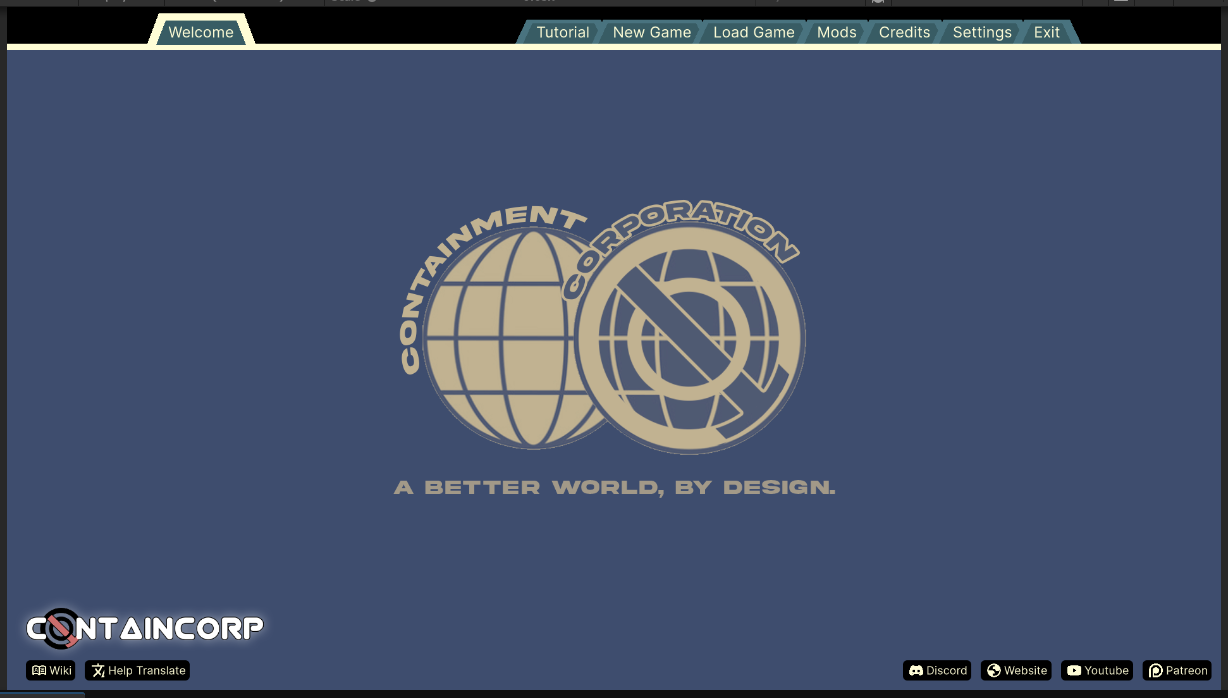 Welcome
Tutorial New Game Load Game Mods Credits Settings Exit
CONTAINMENT
CORPORATION
A BETTER WORLD, BY DESIGN.
CONTAINCORP
Wiki Help Translate
Discord Website Youtube Patreon